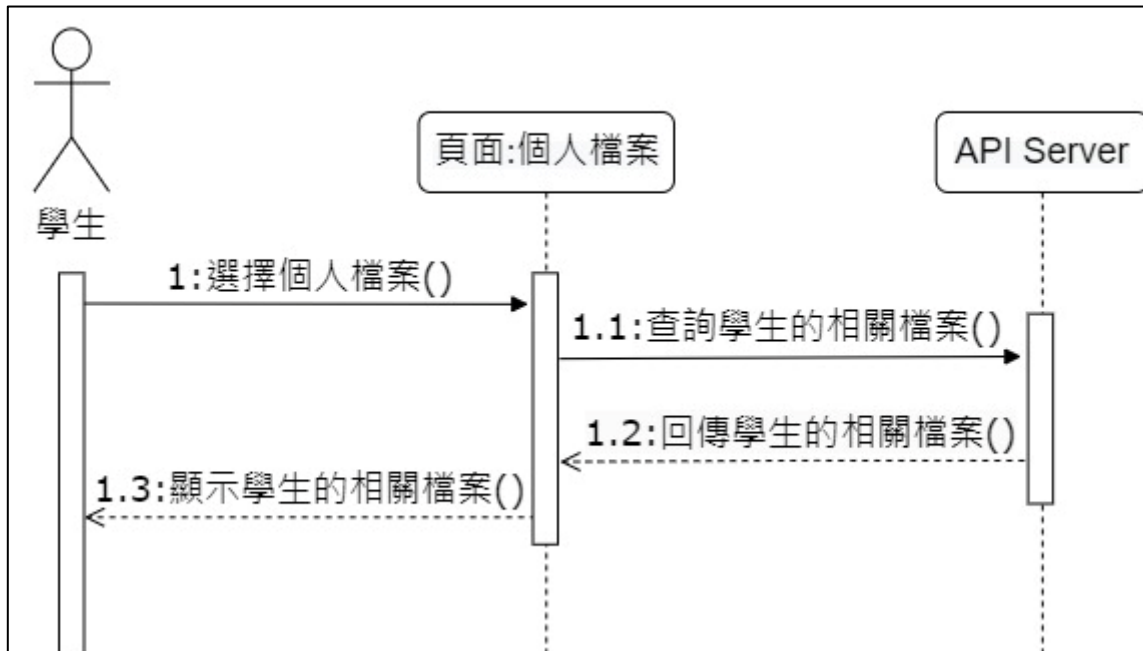 頁面:個人檔案
API Server
學生
1:選擇個人檔案()
1.1:查詢學生的相關檔案()
1.2:回傳學生的相關檔案()
1.3:顯示學生的相關檔案()